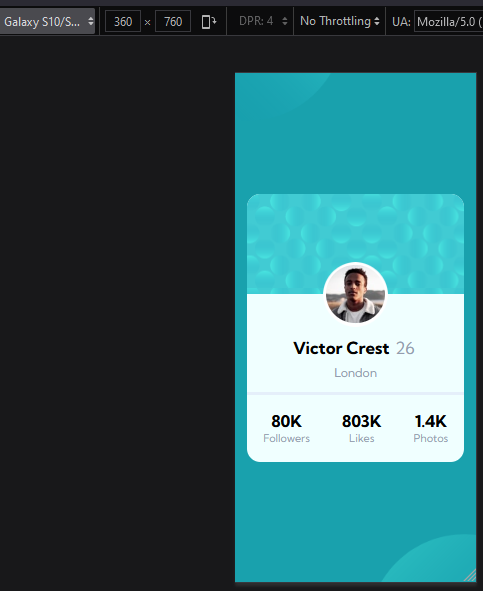 Galaxy S10/S... 360 × 760 DPR: 4 No Throttling UA: Mozilla/5.0 (
Victor Crest 26
London
80K 803K 1.4K
Followers Likes Photos